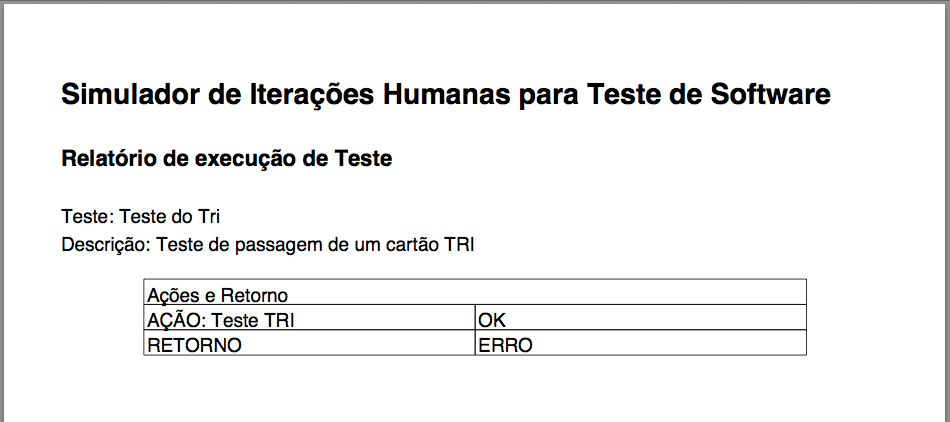 Simulador de Iterações Humanas para Teste de Software
Relatório de execução de Teste
Teste: Teste do Tri
Descrição: Teste de passagem de um cartão TRI
Ações e Retorno
AÇÃO: Teste TRI OK
RETORNO ERRO